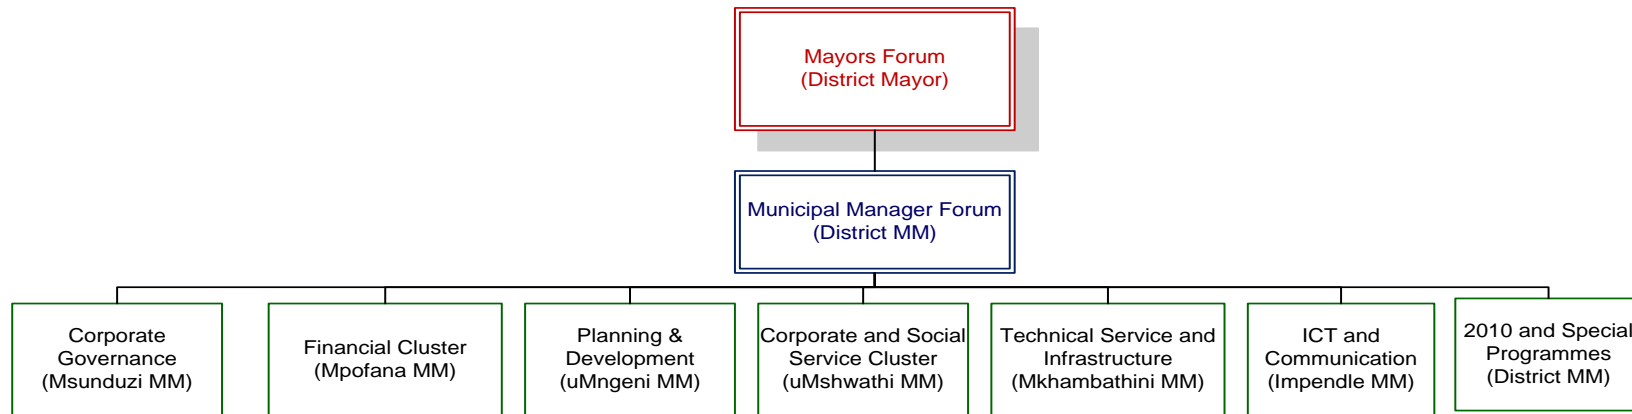 Mayors Forum
(District Mayor)
Municipal Manager Forum
(District MM)
Corporate
Governance
(Msunduzi MM)
Financial Cluster
(Mpofana MM)
Planning &
Development
(uMngeni MM)
Corporate and Social
Service Cluster
(uMshwathi MM)
Technical Service and
Infrastructure
(Mkhambathini MM)
ICT and
Communication
(Impendle MM)
2010 and Special
Programmes
(District MM)